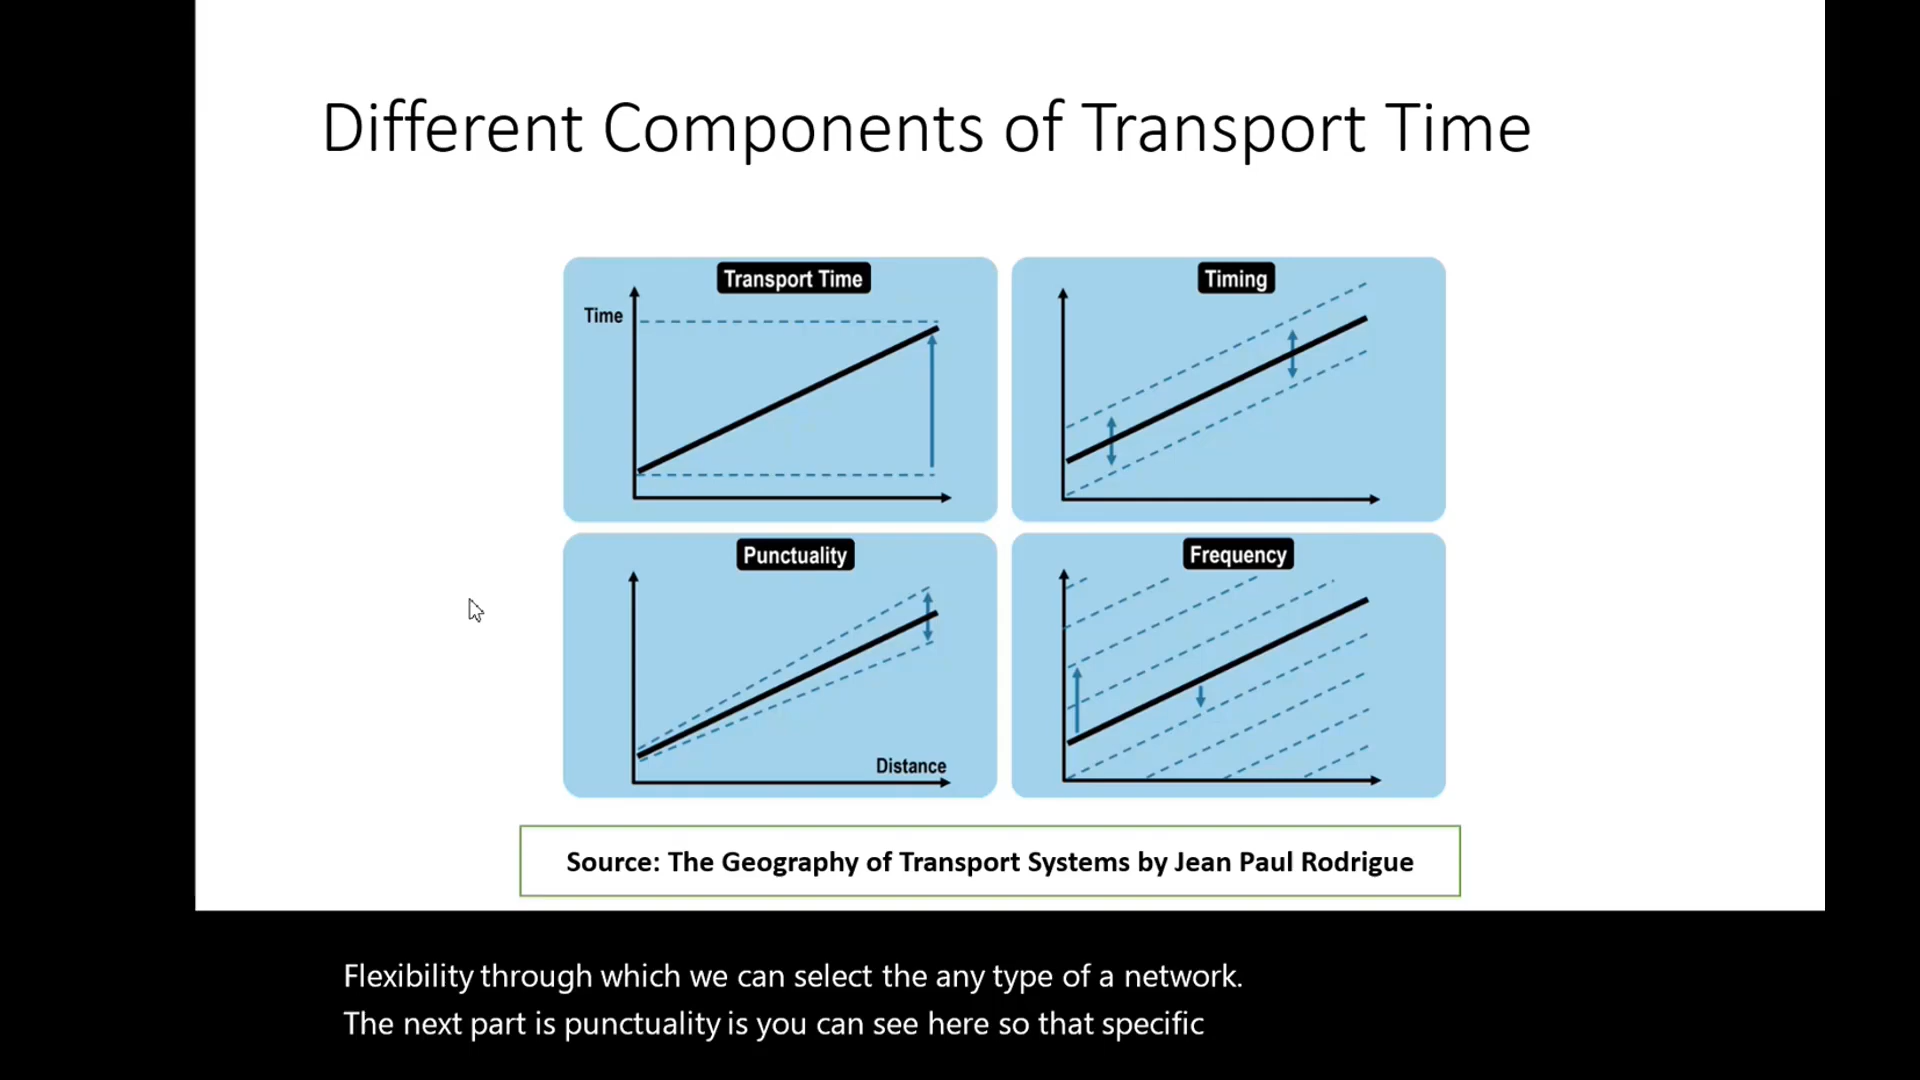 Different Components of Transport Time
Transport Time
Time
Timing
Punctuality
Distance
Frequency
Source: The Geography of Transport Systems by Jean Paul Rodrigue
Flexibility through which we can select the any type of a network.
The next part is punctuality is you can see here so that specific